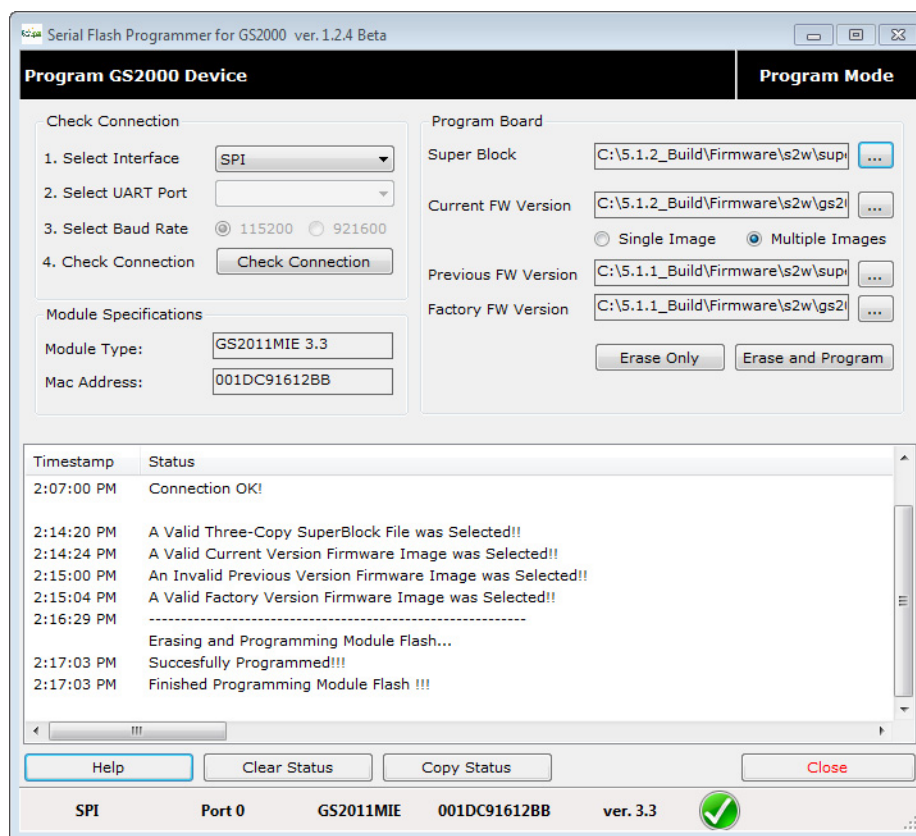 Serial Flash Programmer for GS2000 ver. 1.2.4 Beta
Program GS2000 Device
Program Mode
Check Connection
1. Select Interface
SPI
2. Select UART Port
3. Select Baud Rate
115200
921600
4. Check Connection
Check Connection
Module Specifications
Module Type:
GS2011MIE 3.3
Mac Address:
001DC91612BB
Program Board
Super Block
C:\5.1.2_Build\Firmware\s2w\supe
...
Current FW Version
C:\5.1.2_Build\Firmware\s2w\gs20
...
Single Image
Multiple Images
Previous FW Version
C:\5.1.1_Build\Firmware\s2w\supe
...
Factory FW Version
C:\5.1.1_Build\Firmware\s2w\gs20
...
Erase Only
Erase and Program
Timestamp Status
2:07:00 PM Connection OK!
2:14:20 PM A Valid Three-Copy SuperBlock File was Selected!!
2:14:24 PM A Valid Current Version Firmware Image was Selected!!
2:15:00 PM An Invalid Previous Version Firmware Image was Selected!!
2:15:04 PM A Valid Factory Version Firmware Image was Selected!!
2:16:29 PM -----------------------------------------------------------
Erasing and Programming Module Flash...
2:17:03 PM Succesfully Programmed!!!
2:17:03 PM Finished Programming Module Flash !!!
Help
Clear Status
Copy Status
Close
SPI Port 0 GS2011MIE 001DC91612BB ver. 3.3